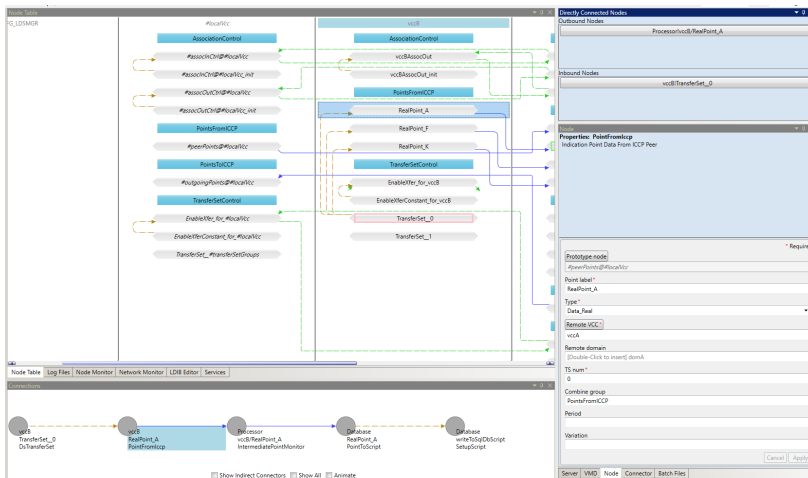 Node Table
FG_LDSMGR
#localVcc
AssociationControl
#assocInCtrl@#localVcc
#assocInCtrl@#localVcc_init
#assocOutCtrl@#localVcc
#assocOutCtrl@#localVcc_init
PointsFromICCP
#peerPoints@#localVcc
PointsToICCP
#outgoingPoints@#localVcc
TransferSetControl
EnableXfer_for_#localVcc
EnableXferConstant_for_#localVcc
TransferSet_#transferSetGroups
vccB
AssociationControl
vccBAssocOut
vccBAssocOut_init
PointsFromICCP
RealPoint_A
RealPoint_F
RealPoint_K
TransferSetControl
EnableXfer_for_vccB
EnableXferConstant_for_vccB
TransferSet__0
TransferSet__1
Node Table
Log Files
Node Monitor
Network Monitor
LDIB Editor
Services
Connections
vccB
TransferSet__0
DsTransferSet
vccB
RealPoint_A
PointFromIccp
Processor
vccB/RealPoint_A
IntermediatePointMonitor
Database
RealPoint_A
PointToScript
Database
writeToSqlDbScript
SetupScript
Show Indirect Connectors
Show All
Animate
Directly Connected Nodes
Outbound Nodes
Processor\vccB/RealPoint_A
Inbound Nodes
vccB\TransferSet__0
Node
Properties: PointFromIccp
Indication Point Data From ICCP Peer
* Require
Prototype node
#peerPoints@#localVcc
Point label *
RealPoint_A
Type *
Data_Real
Remote VCC *
vccA
Remote domain
[Double-Click to insert] domA
TS num *
0
Combine group
PointsFromICCP
Period
Variation
Cancel
Apply
Server
VMD
Node
Connector
Batch Files